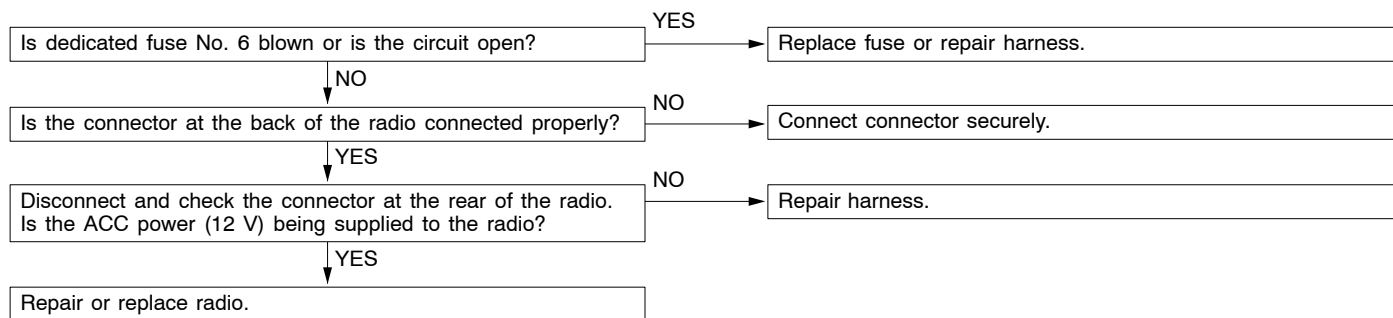 YES
Is dedicated fuse No. 6 blown or is the circuit open?
Replace fuse or repair harness.
NO
NO
Is the connector at the back of the radio connected properly?
Connect connector securely.
YES
NO
Disconnect and check the connector at the rear of the radio.
Is the ACC power (12 V) being supplied to the radio?
Repair harness.
YES
Repair or replace radio.